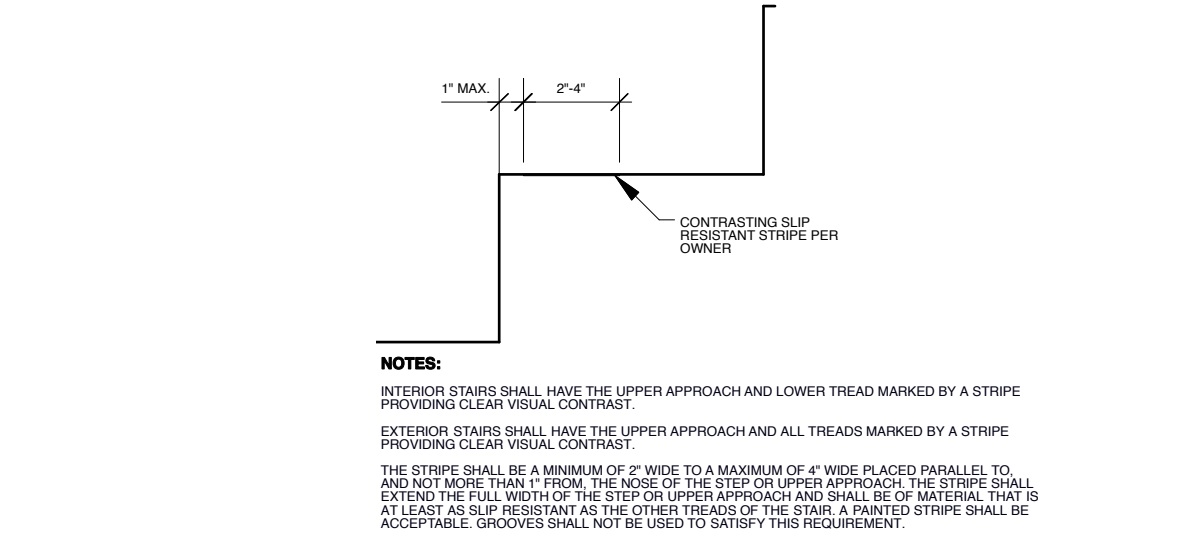 1" MAX.
2"-4"
CONTRASTING SLIP
RESISTANT STRIPE PER
OWNER
NOTES:
INTERIOR STAIRS SHALL HAVE THE UPPER APPROACH AND LOWER TREAD MARKED BY A STRIPE
PROVIDING CLEAR VISUAL CONTRAST.
EXTERIOR STAIRS SHALL HAVE THE UPPER APPROACH AND ALL TREADS MARKED BY A STRIPE
PROVIDING CLEAR VISUAL CONTRAST.
THE STRIPE SHALL BE A MINIMUM OF 2" WIDE TO A MAXIMUM OF 4" WIDE PLACED PARALLEL TO,
AND NOT MORE THAN 1" FROM, THE NOSE OF THE STEP OR UPPER APPROACH. THE STRIPE SHALL
EXTEND THE FULL WIDTH OF THE STEP OR UPPER APPROACH AND SHALL BE OF MATERIAL THAT IS
AT LEAST AS SLIP RESISTANT AS THE OTHER TREADS OF THE STAIR. A PAINTED STRIPE SHALL BE
ACCEPTABLE. GROOVES SHALL NOT BE USED TO SATISFY THIS REQUIREMENT.